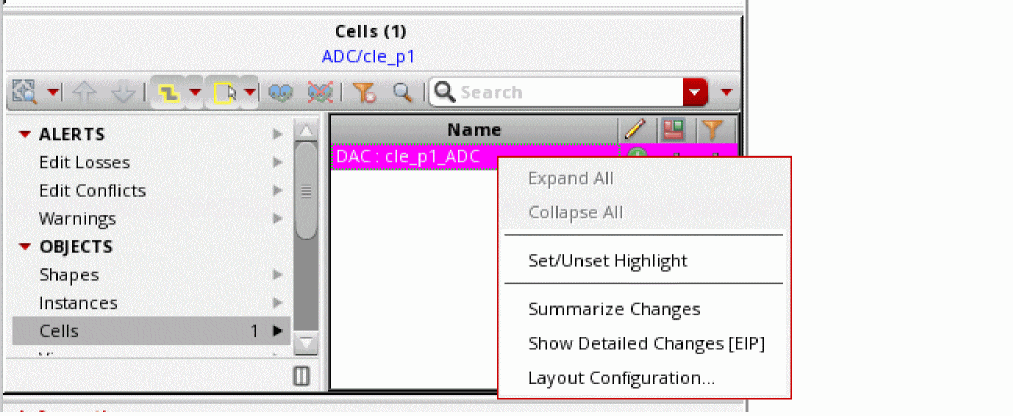 Cells (1)
ADC/cle_p1
Search
ALERTS
Edit Losses
Edit Conflicts
Warnings
OBJECTS
Shapes
Instances
Cells 1
Name
DAC : cle_p1_ADC
Expand All
Collapse All
Set/Unset Highlight
Summarize Changes
Show Detailed Changes [EIP]
Layout Configuration...